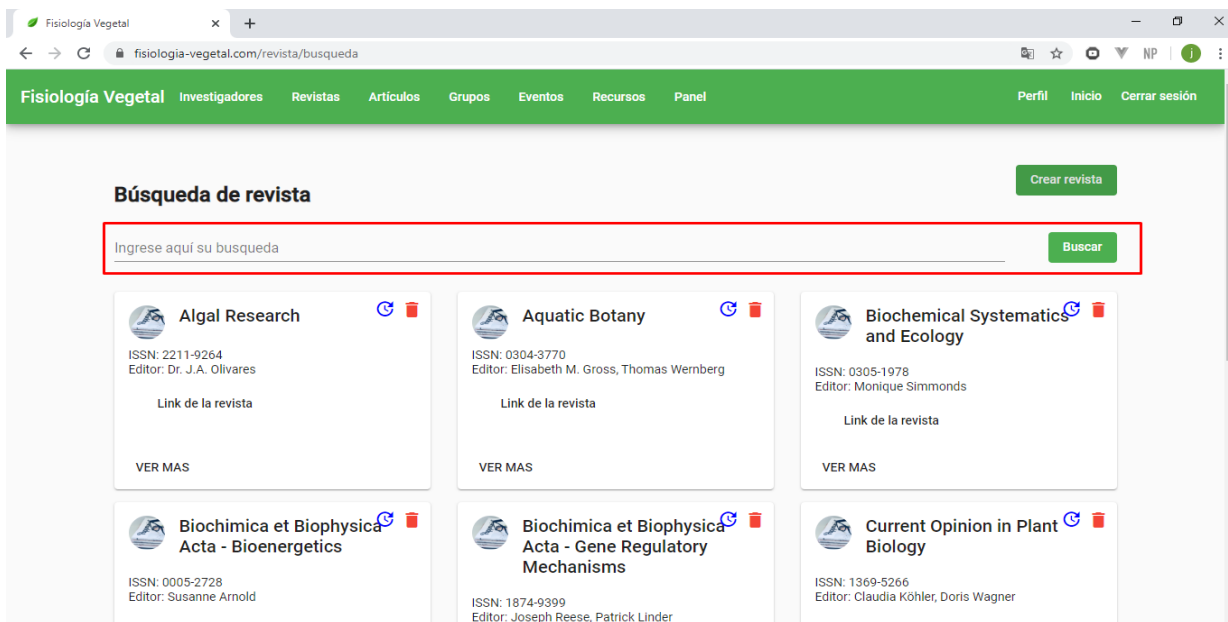 Fisiología Vegetal
fisiologia-vegetal.com/revista/busqueda
NP
j
Fisiología Vegetal Investigadores Revistas Artículos Grupos Eventos Recursos Panel Perfil Inicio Cerrar sesión
Crear revista
Búsqueda de revista
Ingrese aquí su busqueda
Buscar
Algal Research
ISSN: 2211-9264
Editor: Dr. J.A. Olivares
Link de la revista
VER MAS
Aquatic Botany
ISSN: 0304-3770
Editor: Elisabeth M. Gross, Thomas Wernberg
Link de la revista
VER MAS
Biochemical Systematics
and Ecology
ISSN: 0305-1978
Editor: Monique Simmonds
Link de la revista
VER MAS
Biochimica et Biophysica
Acta - Bioenergetics
ISSN: 0005-2728
Editor: Susanne Arnold
Biochimica et Biophysica
Acta - Gene Regulatory
Mechanisms
ISSN: 1874-9399
Editor: Joseph Reese, Patrick Linder
Current Opinion in Plant
Biology
ISSN: 1369-5266
Editor: Claudia Köhler, Doris Wagner